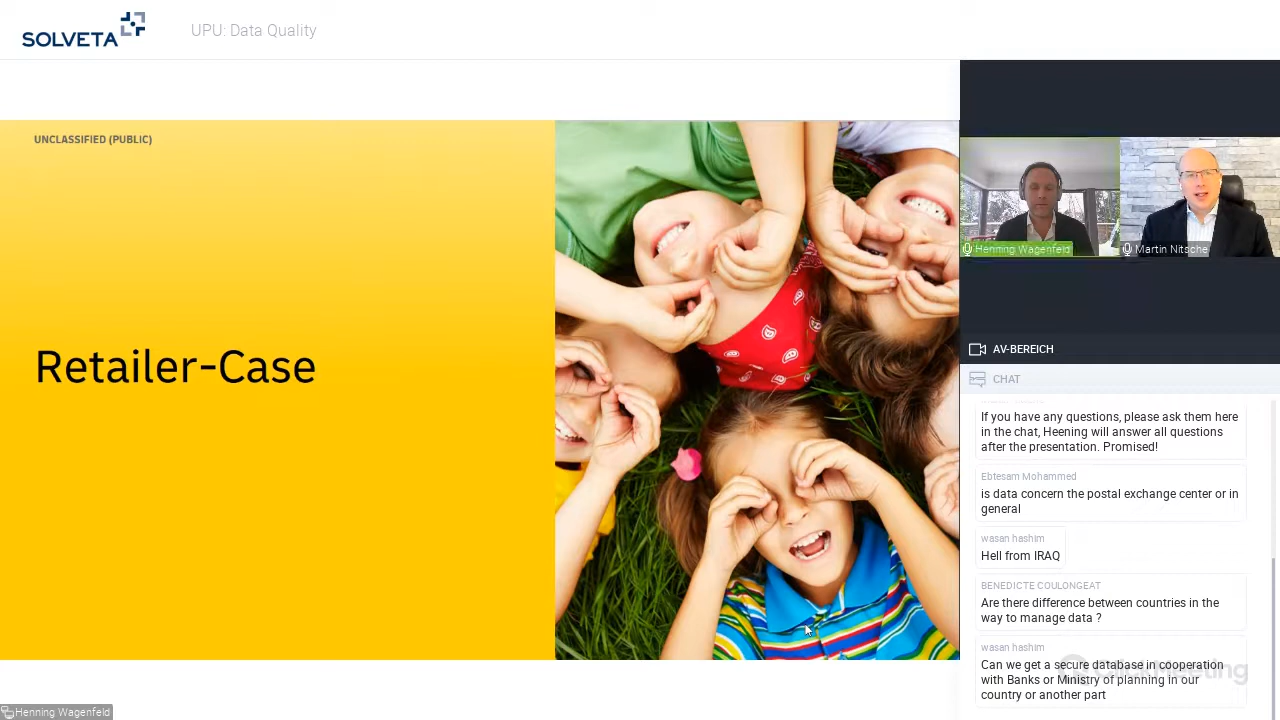 SOLVETA
UPU: Data Quality
UNCLASSIFIED (PUBLIC)
Retailer-Case
Henning Wagenfeld
Martin Nitsche
AV-BEREICH
CHAT
If you have any questions, please ask them here
in the chat, Heening will answer all questions
after the presentation. Promised!
Ebtesam Mohammed
is data concern the postal exchange center or in
general
wasan hashim
Hell from IRAQ
BENEDICTE COULONGEAT
Are there difference between countries in the
way to manage data ?
wasan hashim
Can we get a secure database in cooperation
with Banks or Ministry of planning in our
country or another part
Henning Wagenfeld